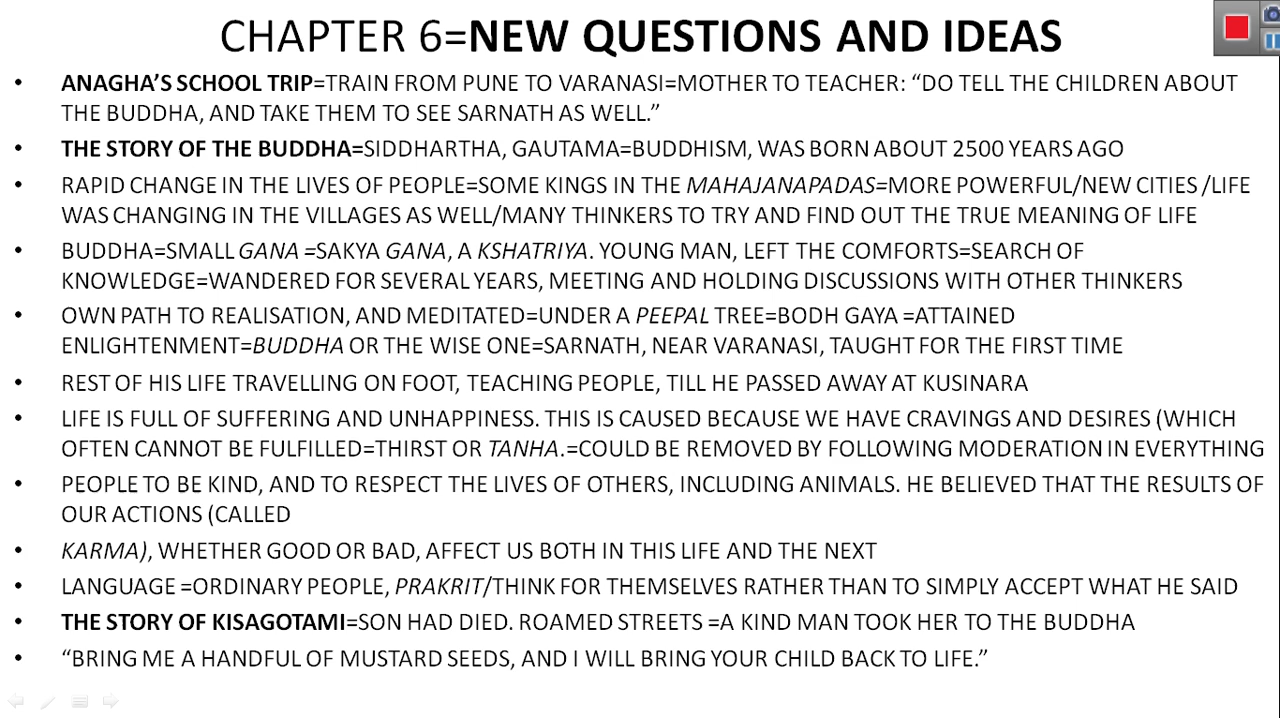 CHAPTER 6=NEW QUESTIONS AND IDEAS
• ANAGHA'S SCHOOL TRIP=TRAIN FROM PUNE TO VARANASI=MOTHER TO TEACHER: “DO TELL THE CHILDREN ABOUT
THE BUDDHA, AND TAKE THEM TO SEE SARNATH AS WELL.”
• THE STORY OF THE BUDDHA=SIDDHARTHA, GAUTAMA=BUDDHISM, WAS BORN ABOUT 2500 YEARS AGO
• RAPID CHANGE IN THE LIVES OF PEOPLE=SOME KINGS IN THE MAHAJANAPADAS=MORE POWERFUL/NEW CITIES /LIFE
WAS CHANGING IN THE VILLAGES AS WELL/MANY THINKERS TO TRY AND FIND OUT THE TRUE MEANING OF LIFE
• BUDDHA=SMALL GANA =SAKYA GANA, A KSHATRIYA. YOUNG MAN, LEFT THE COMFORTS=SEARCH OF
KNOWLEDGE=WANDERED FOR SEVERAL YEARS, MEETING AND HOLDING DISCUSSIONS WITH OTHER THINKERS
• OWN PATH TO REALISATION, AND MEDITATED=UNDER A PEEPAL TREE=BODH GAYA =ATTAINED
ENLIGHTENMENT=BUDDHA OR THE WISE ONE=SARNATH, NEAR VARANASI, TAUGHT FOR THE FIRST TIME
• REST OF HIS LIFE TRAVELLING ON FOOT, TEACHING PEOPLE, TILL HE PASSED AWAY AT KUSINARA
• LIFE IS FULL OF SUFFERING AND UNHAPPINESS. THIS IS CAUSED BECAUSE WE HAVE CRAVINGS AND DESIRES (WHICH
OFTEN CANNOT BE FULFILLED=THIRST OR TANHA.=COULD BE REMOVED BY FOLLOWING MODERATION IN EVERYTHING
• PEOPLE TO BE KIND, AND TO RESPECT THE LIVES OF OTHERS, INCLUDING ANIMALS. HE BELIEVED THAT THE RESULTS OF
OUR ACTIONS (CALLED
• KARMA), WHETHER GOOD OR BAD, AFFECT US BOTH IN THIS LIFE AND THE NEXT
• LANGUAGE =ORDINARY PEOPLE, PRAKRIT/THINK FOR THEMSELVES RATHER THAN TO SIMPLY ACCEPT WHAT HE SAID
• THE STORY OF KISAGOTAMI=SON HAD DIED. ROAMED STREETS =A KIND MAN TOOK HER TO THE BUDDHA
• “BRING ME A HANDFUL OF MUSTARD SEEDS, AND I WILL BRING YOUR CHILD BACK TO LIFE.”